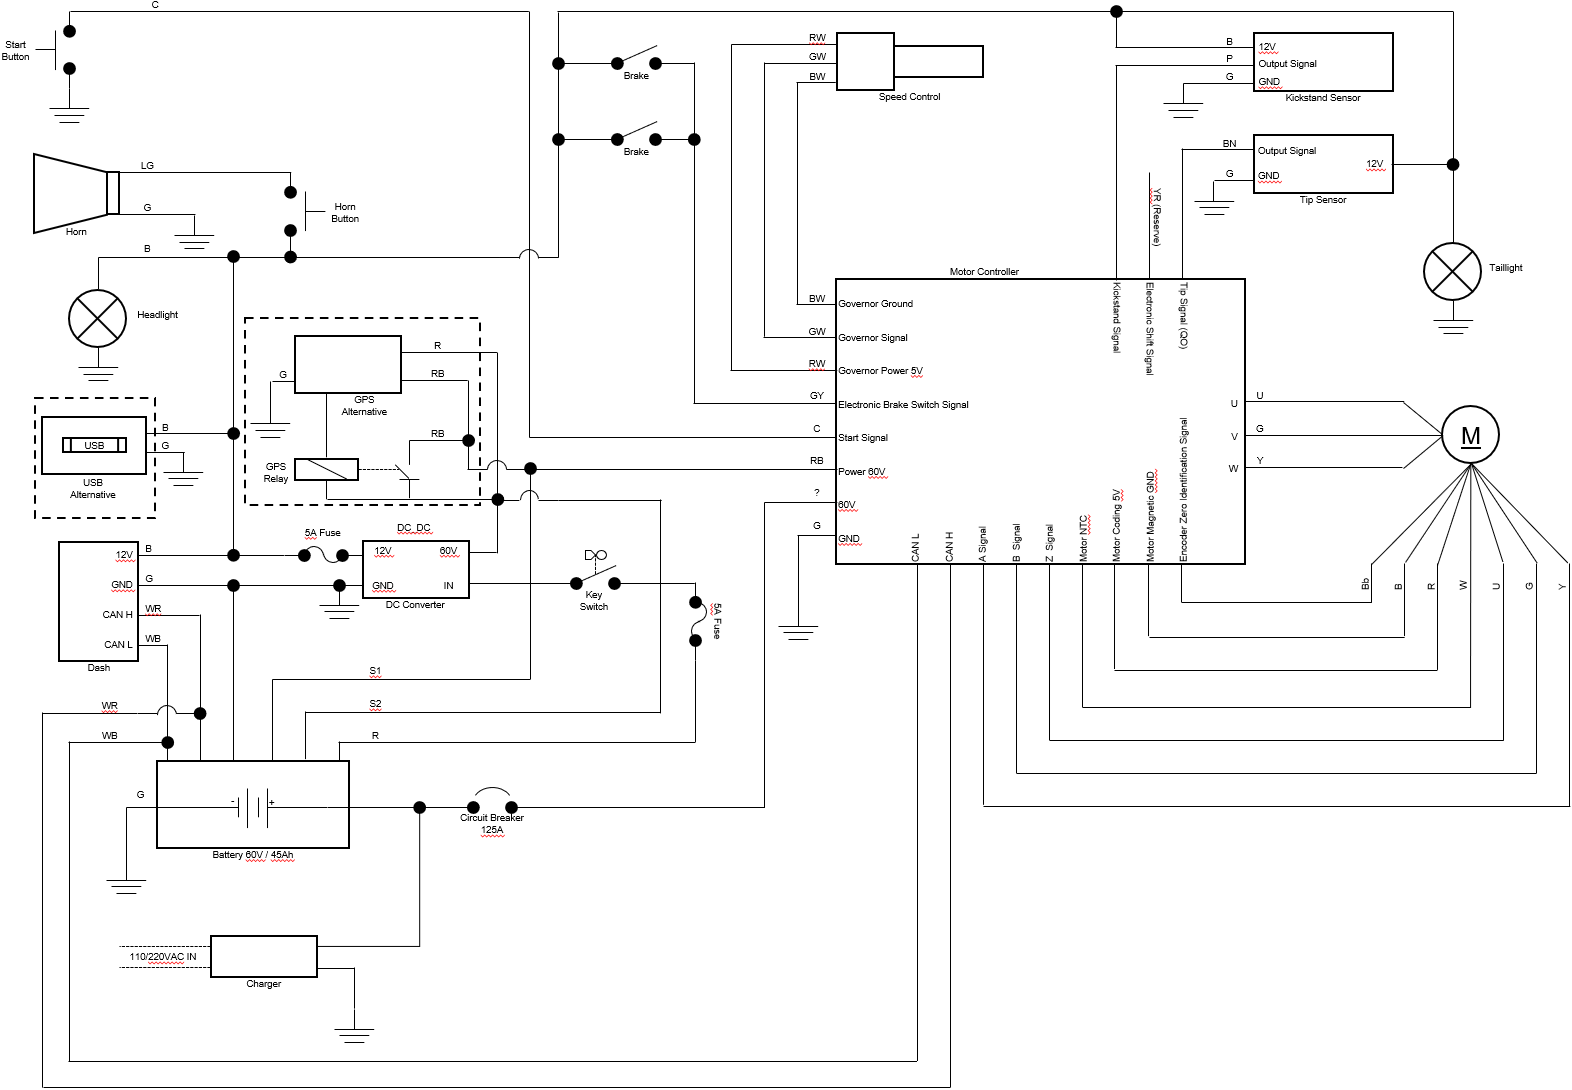 C
Start
Button
LG
G
Horn
Horn
Button
B
Headlight
Brake
Brake
RW
GW
BW
Speed Control
B
P
G
12V
Output Signal
GND
Kickstand Sensor
BN
G
Output Signal
12V
GND
Tip Sensor
YR (Reserve)
Taillight
Motor Controller
Kickstand Signal
Electronic Shift Signal
Tip Signal (QO)
BW
Governor Ground
GW
Governor Signal
RW
Governor Power 5V
GY
Electronic Brake Switch Signal
C
Start Signal
RB
Power 60V
?
60V
G
GND
U
V
W
U
G
Y
M
CAN L
CAN H
A Signal
B Signal
Z Signal
Motor NTC
Motor Coding 5V
Motor Magnetic GND
Encoder Zero Identification Signal
Bb
B
R
W
U
G
Y
R
G
RB
GPS
Alternative
RB
GPS
Relay
USB
B
G
USB
Alternative
5A Fuse
DC_DC
12V
60V
GND
IN
DC Converter
Key
Switch
5A Fuse
12V
GND
CAN H
CAN L
B
G
WR
WB
Dash
S1
WR
S2
WB
R
G
-
+
Battery 60V / 45Ah
Circuit Breaker
125A
110/220VAC IN
Charger